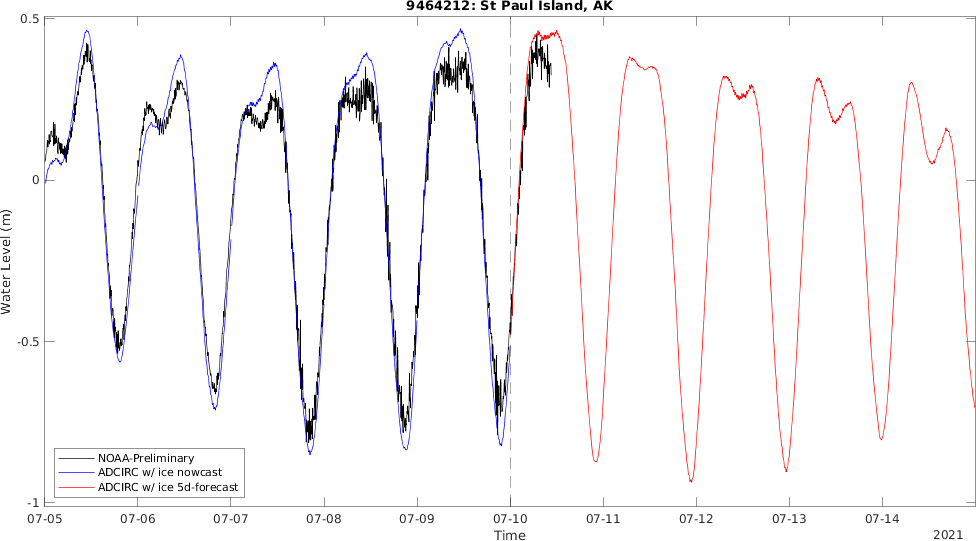 9464212: St Paul Island, AK
0.5
0
-0.5
-1
Water Level (m)
NOAA-Preliminary
ADCIRC w/ ice nowcast
ADCIRC w/ ice 5d-forecast
07-05 07-06 07-07 07-08 07-09 07-10 07-11 07-12 07-13 07-14
Time
2021